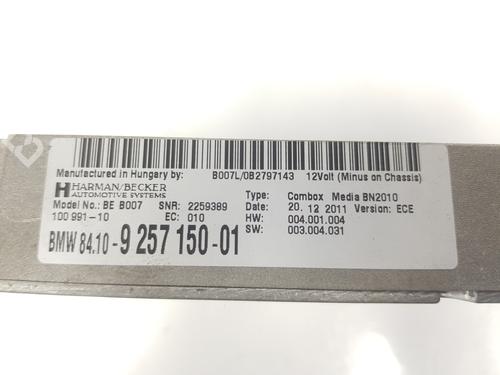 Manufactured in Hungary by: B007L/0B2797143 12Volt (Minus on Chassis)
HARMAN/BECKER
AUTOMOTIVE SYSTEMS
Type: Combox Media BN2010
Model No.: BE B007 SNR: 2259389 20. 12 2011 Version: ECE
100 991-10 EC: 010 HW: 004.001.004
SW: 003.004.031
BMW 84.10-9 257 150-01